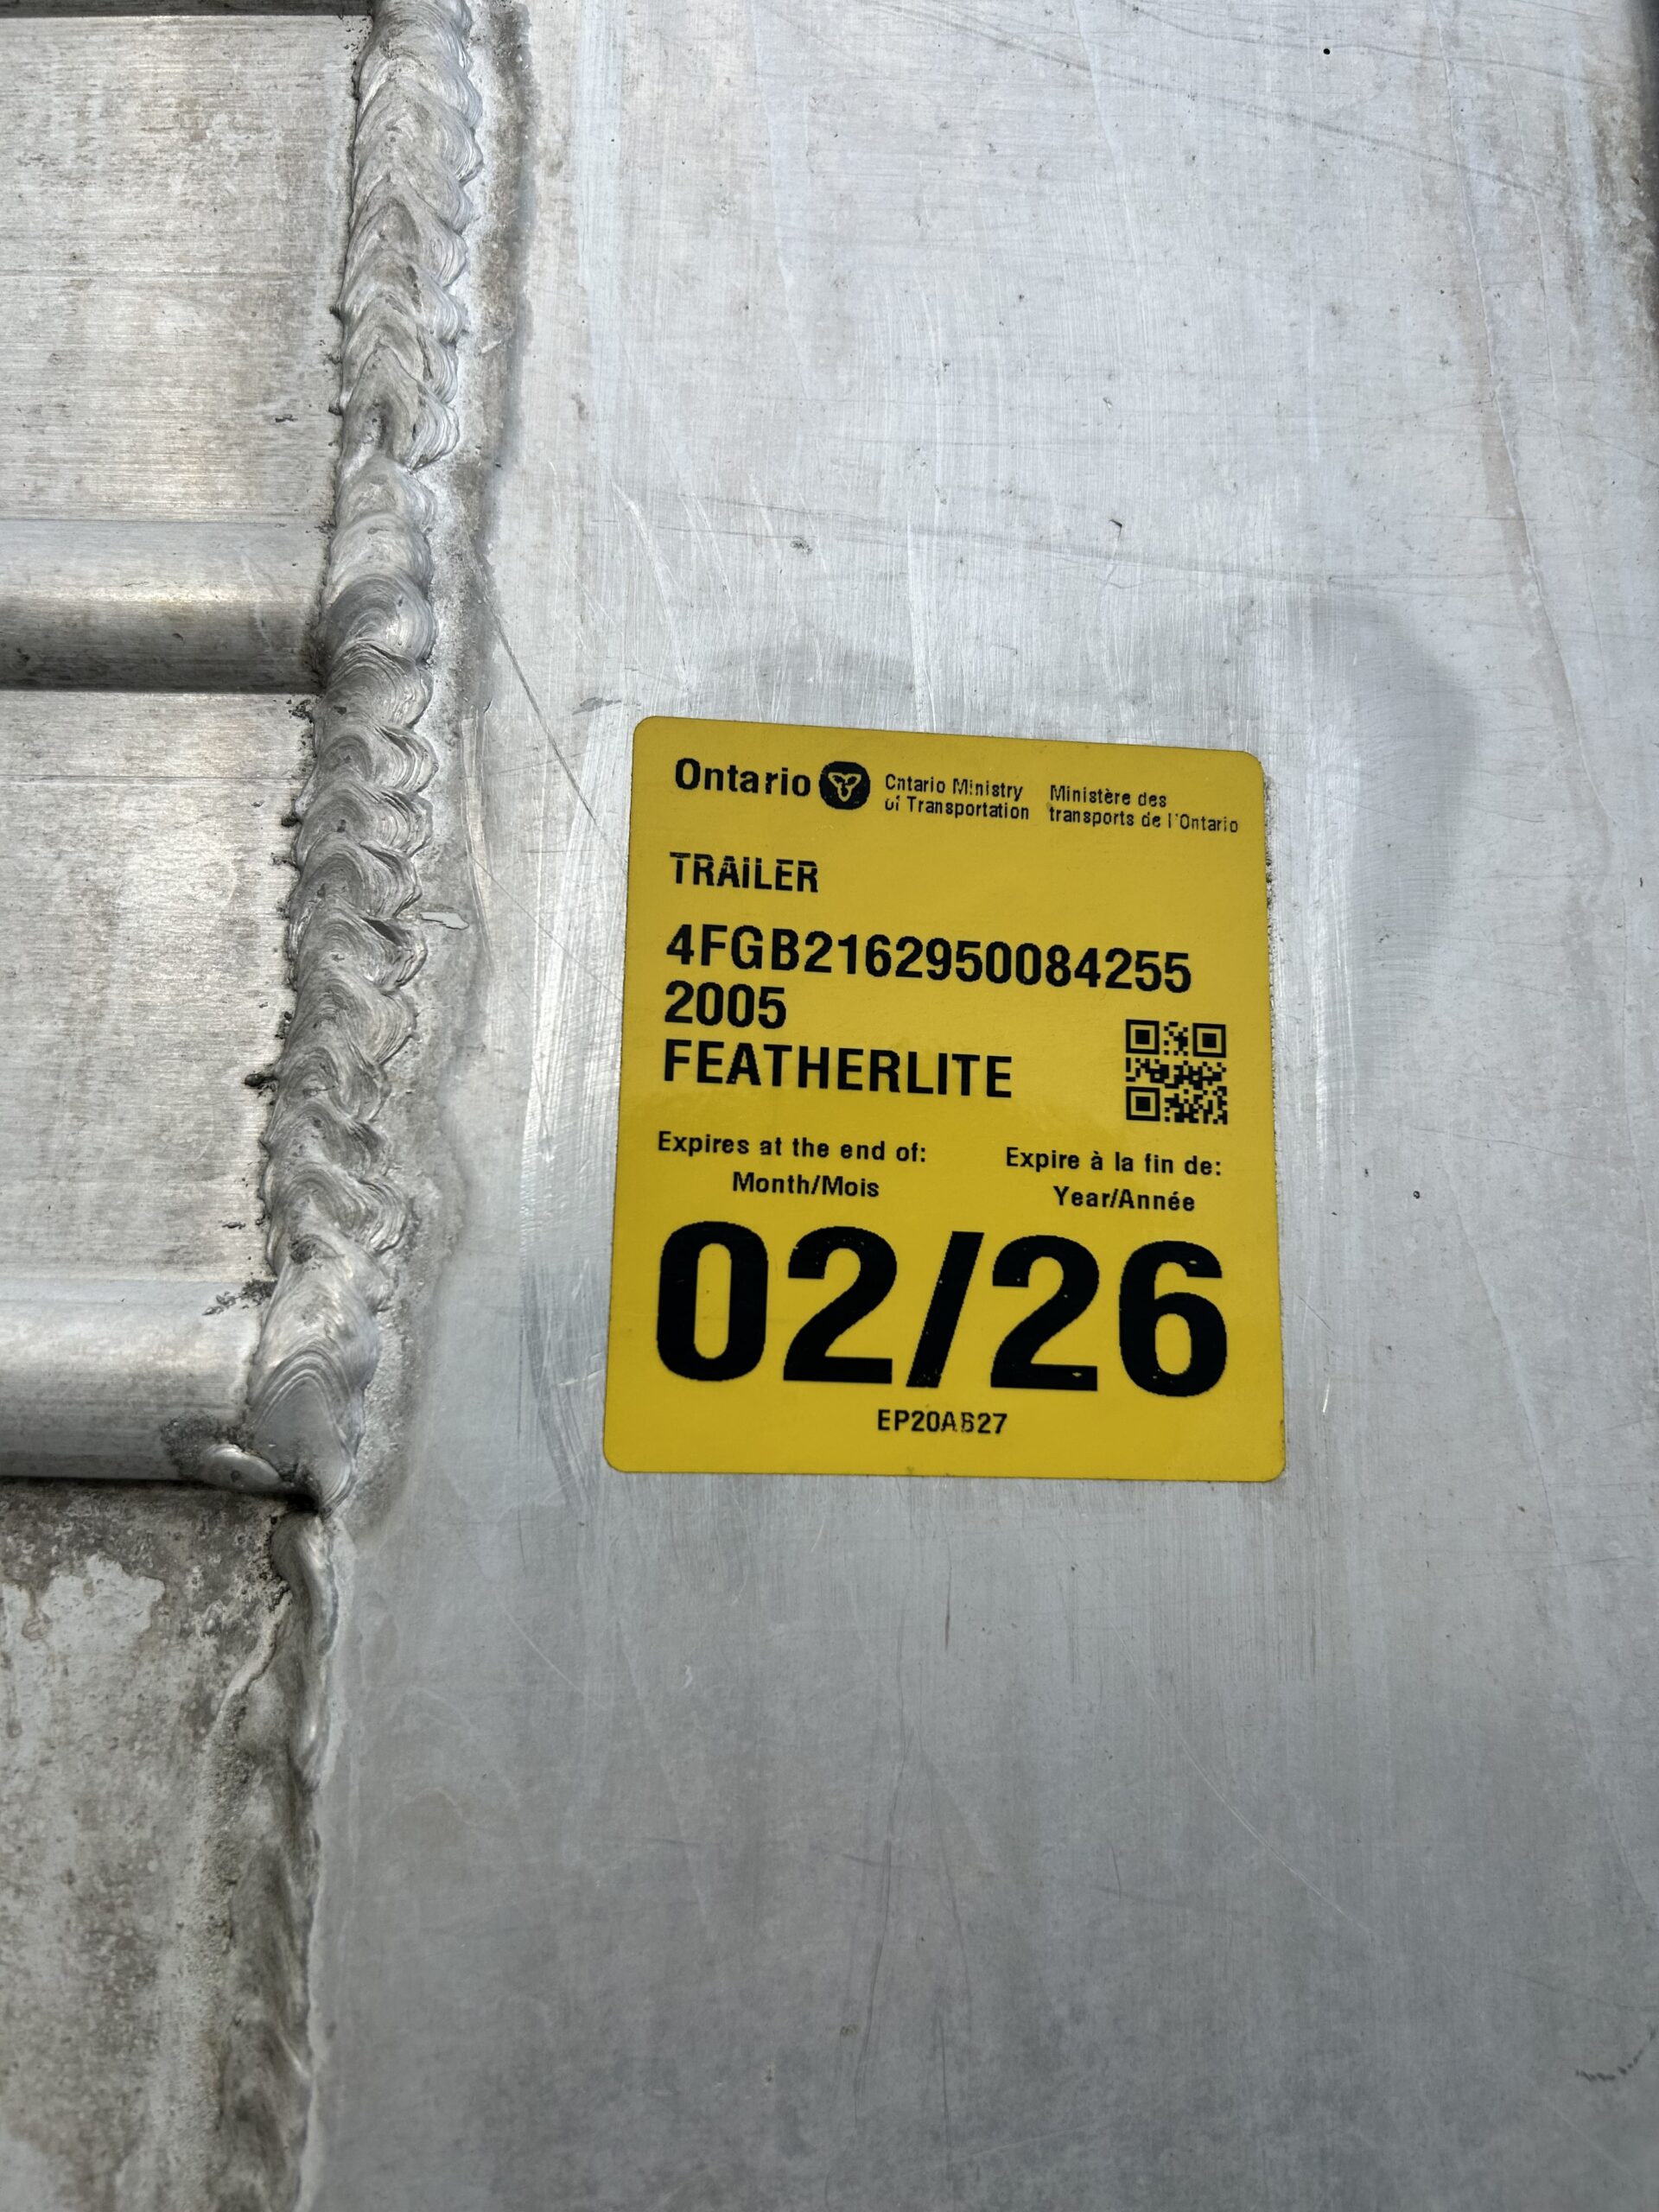 Ontario
Ontario Ministry
of Transportation
Ministère des
transports de l'Ontario
TRAILER
4FGB2162950084255
2005
FEATHERLITE
Expires at the end of:
Month/Mois
Expire à la fin de:
Year/Année
02/26
EP20AB27